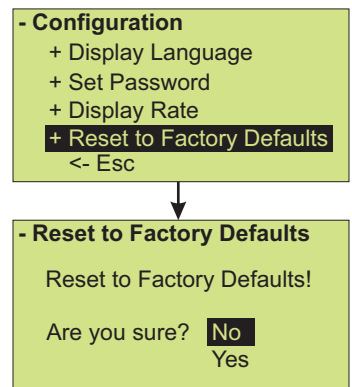 - Configuration
+ Display Language
+ Set Password
+ Display Rate
+ Reset to Factory Defaults
<- Esc
- Reset to Factory Defaults
Reset to Factory Defaults!
Are you sure? No
Yes